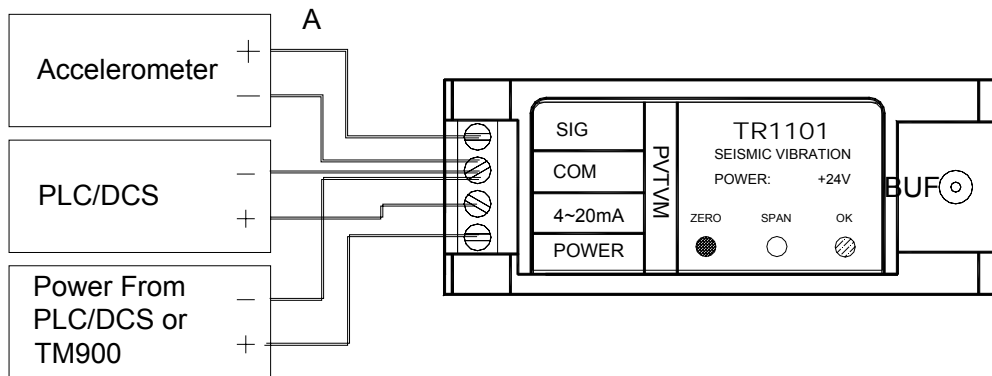 A
+
Accelerometer
−
−
PLC/DCS
+
Power From
−
PLC/DCS or
TM900
+
SIG
COM
4~20mA
POWER
PVTVM
TR1101
SEISMIC VIBRATION
POWER: +24V
ZERO SPAN OK
BUF